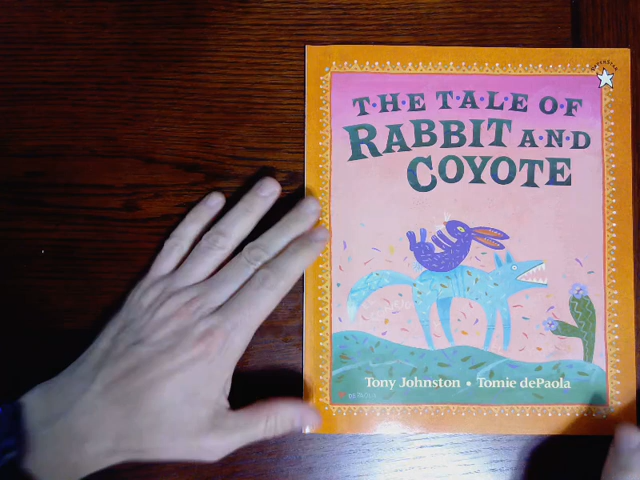 THE TALE OF
RABBIT AND
COYOTE
Tony Johnston • Tomie dePaola